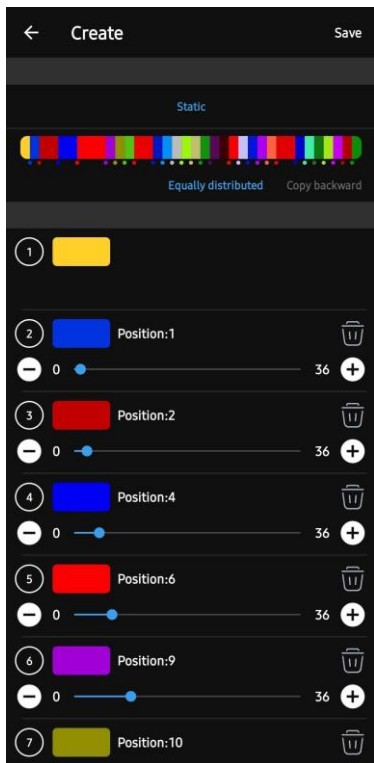 Create Save
Static
Equally distributed Copy backward
1
2 Position:1
0 36
3 Position:2
0 36
4 Position:4
0 36
5 Position:6
0 36
6 Position:9
0 36
7 Position:10